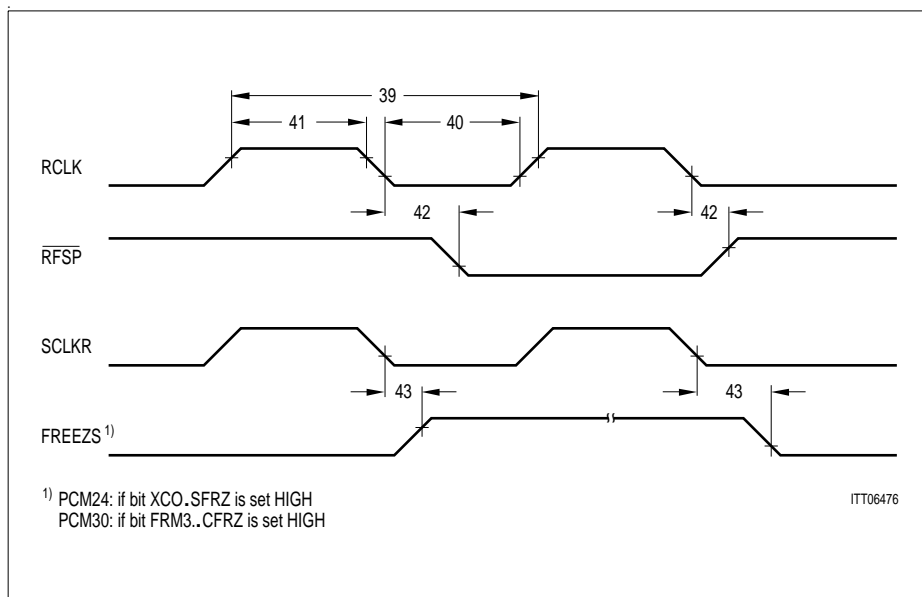 39
41
40
RCLK
42
42
RFSP
SCLKR
43
43
FREEZS 1)
1) PCM24: if bit XCO.SFRZ is set HIGH
PCM30: if bit FRM3..CFRZ is set HIGH
ITT06476